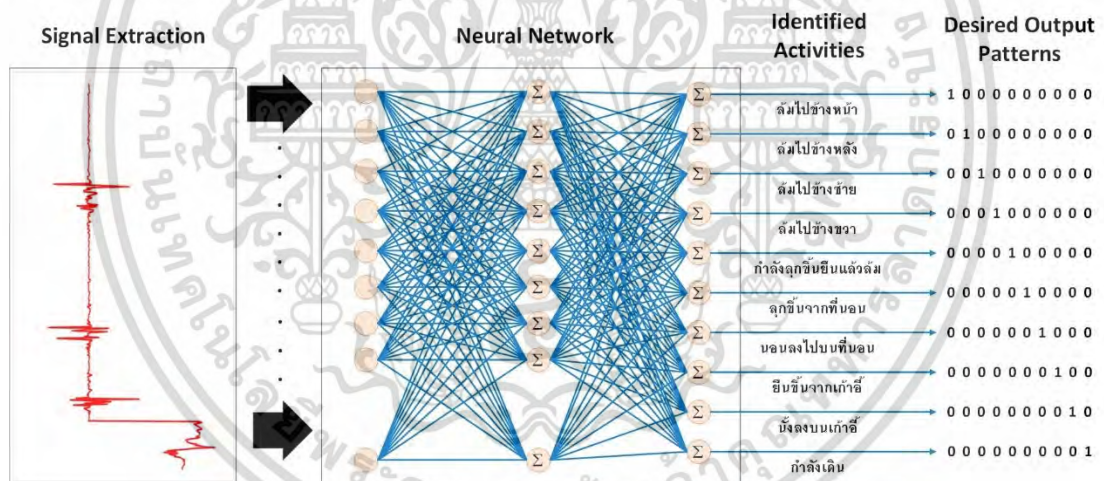 Signal Extraction
Neural Network
Identified
Activities
Desired Output
Patterns
Σ Σ
ล้มไปข้างหน้า
1 0 0 0 0 0 0 0 0 0
Σ Σ
ล้มไปข้างหลัง
0 1 0 0 0 0 0 0 0 0
Σ Σ
ล้มไปข้างซ้าย
0 0 1 0 0 0 0 0 0 0
Σ Σ
ล้มไปข้างขวา
0 0 0 1 0 0 0 0 0 0
Σ Σ
กำลังลุกขึ้นยืนแล้วล้ม
0 0 0 0 1 0 0 0 0 0
Σ Σ
ลุกขึ้นจากที่นอน
0 0 0 0 0 1 0 0 0 0
Σ Σ
นอนลงไปบนที่นอน
0 0 0 0 0 0 1 0 0 0
Σ Σ
ยืนขึ้นจากเก้าอี้
0 0 0 0 0 0 0 1 0 0
Σ
นั่งลงบนเก้าอี้
0 0 0 0 0 0 0 0 1 0
Σ Σ
กำลังเดิน
0 0 0 0 0 0 0 0 0 1